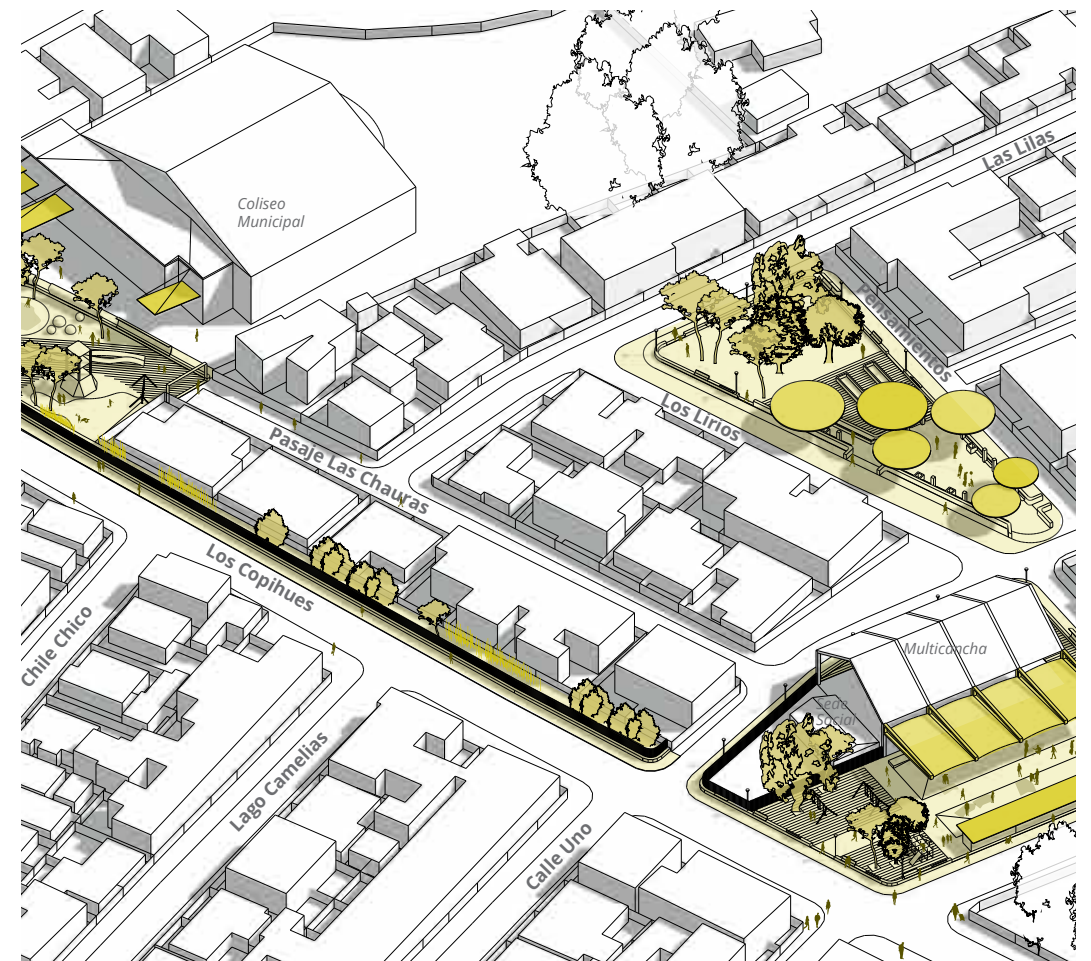 Las Lilas
Coliseo
Municipal
Pensamientos
Los Lirios
Pasaje Las Chauras
Los Copihues
Chile Chico
Multicancha
Sede
Social
Lago Camelias
Calle Uno